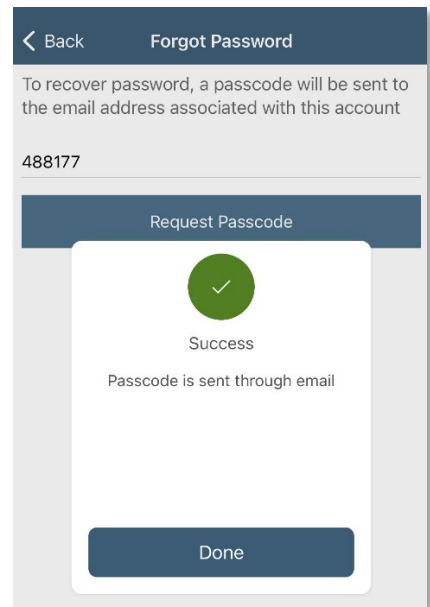 Back
Forgot Password
To recover password, a passcode will be sent to
the email address associated with this account
488177
Request Passcode
Success
Passcode is sent through email
Done